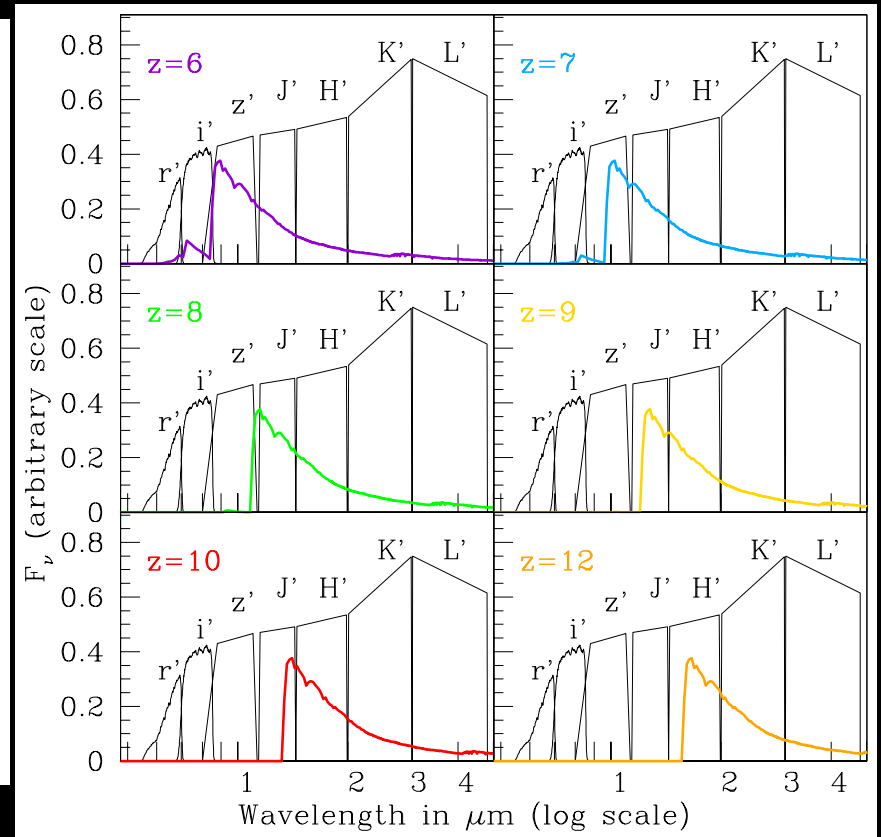 K' L' K' L'
0.8 z=6 z=7
z' J' H' z' J' H'
0.6
i' i'
r' r'
0.4
0.2
0
K' L' K' L'
0.8 z=8 z=9
z' J' H' z' J' H'
0.6
i' i'
r' r'
0.4
0.2
0
K' L' K' L'
0.8 z=10 z=12
z' J' H' z' J' H'
0.6
i' i'
r' r'
0.4
0.2
0
Fν (arbitrary scale)
1 2 3 4 1 2 3 4
Wavelength in μm (log scale)